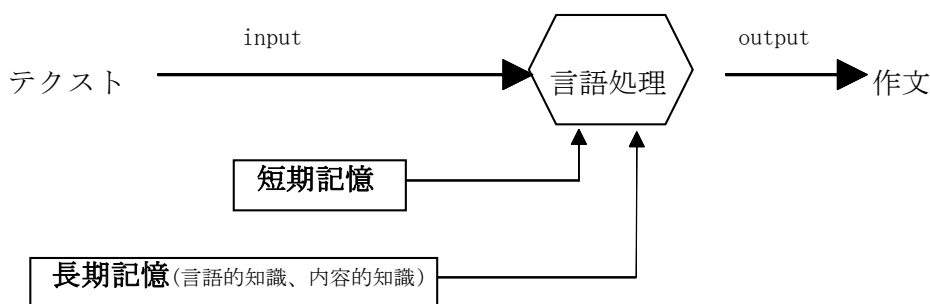 input
output
テクスト
言語処理
作文
短期記憶
長期記憶(言語的知識、内容的知識)